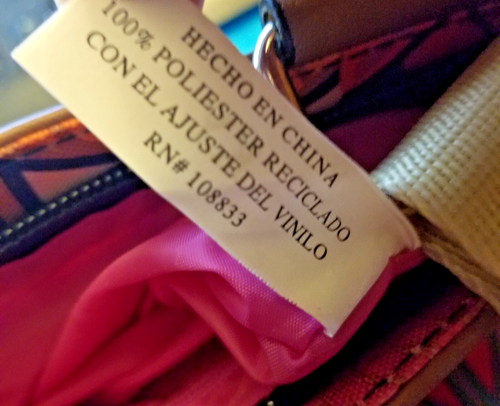 HECHO EN CHINA
100% POLIESTER RECICLADO
CON EL AJUSTE DEL VINILO
RN# 108833